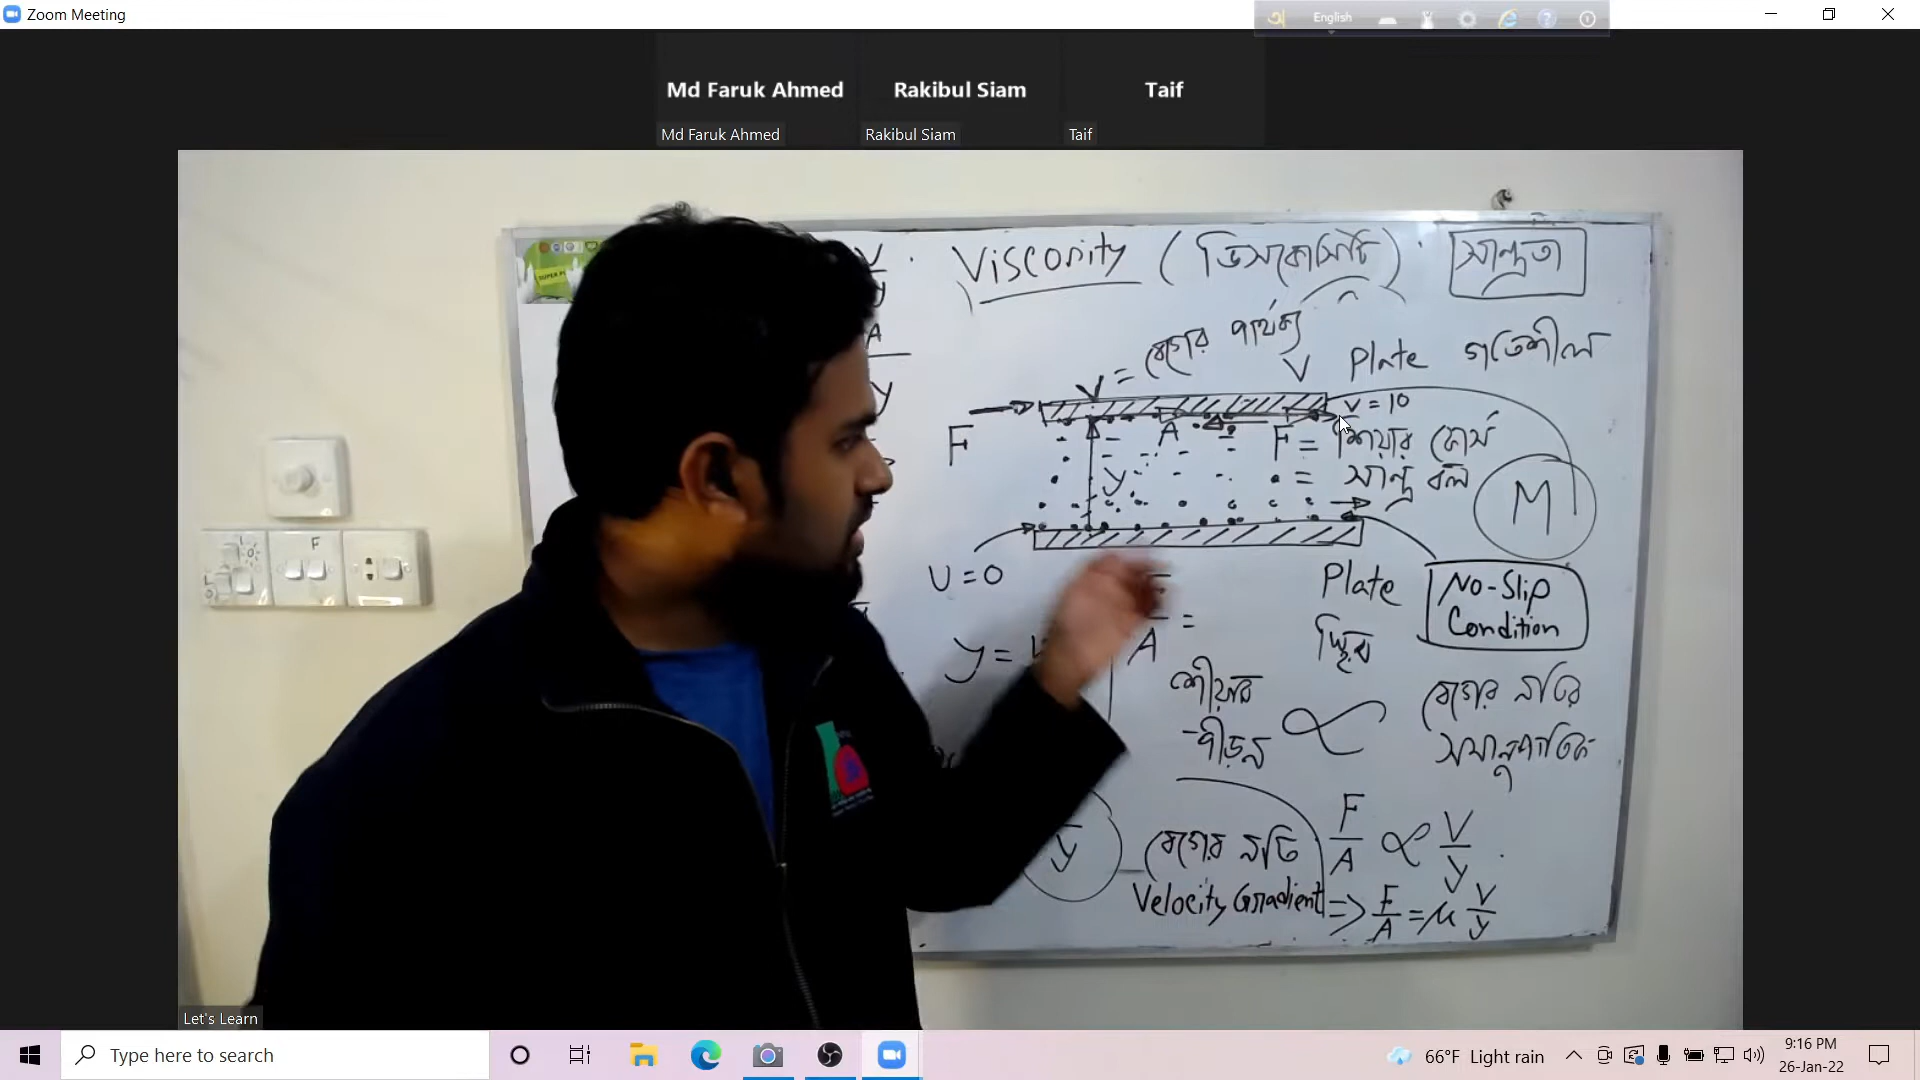 Zoom Meeting
English
Md Faruk Ahmed
Rakibul Siam
Taif
Md Faruk Ahmed
Rakibul Siam
Taif
Viscority (ভিসকোসিটি)
সান্দ্রতা
V
y
A
y
V = বেগের পার্থক্য
V Plate গতিশীল
V = 10
F
A
F = শিয়ার ফোর্স
= সান্দ্র বল
y
M
U = 0
Plate
স্থির
No-Slip
Condition
y =
A
=
শীয়ার
পীড়ন
∝
বেগের নতির
সমানুপাতিক
y
বেগের নতি
Velocity Gradient
F/A ∝ V/y
=> F/A = μ V/y
SUPER
F
Let's Learn
Type here to search
66°F Light rain
9:16 PM
26-Jan-22